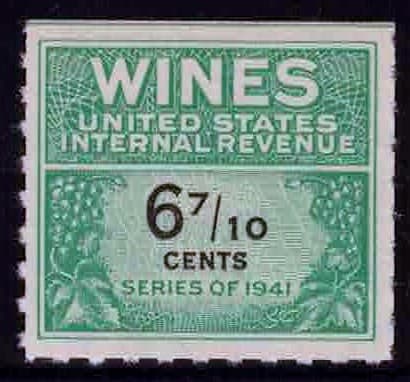 WINES
UNITED STATES
INTERNAL REVENUE
6 7/10
CENTS
SERIES OF 1941